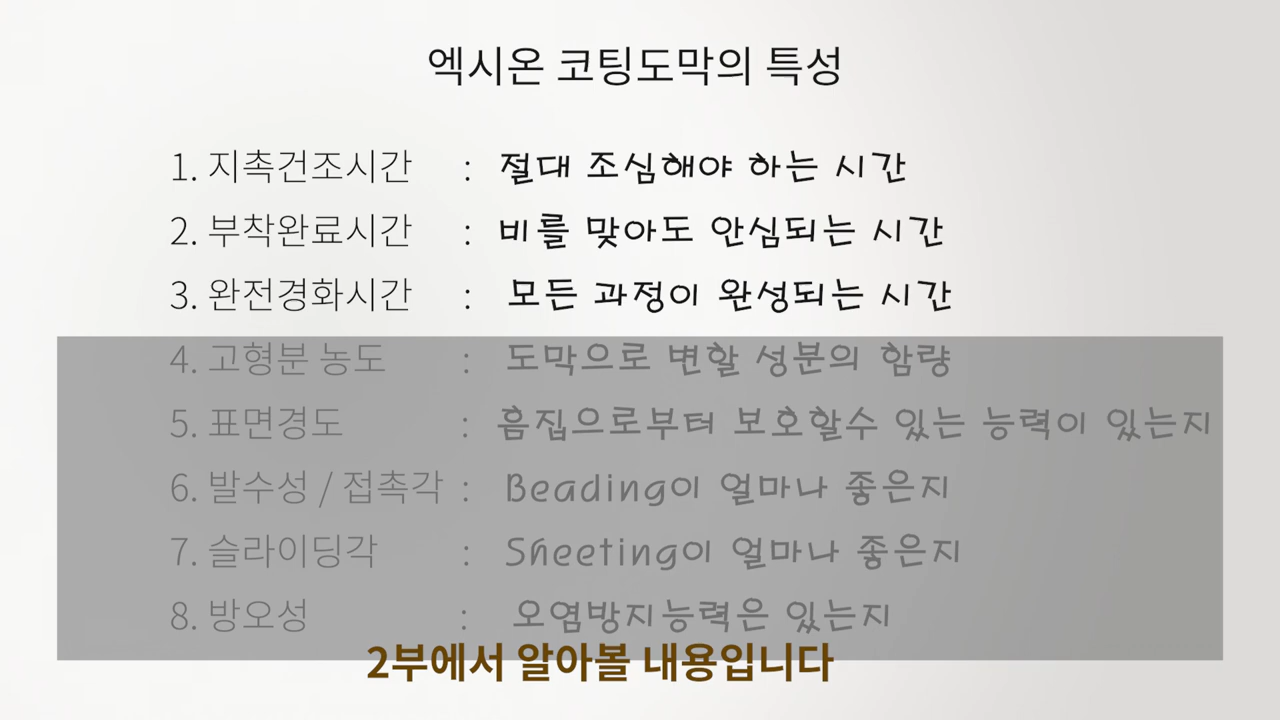 엑시온 코팅도막의 특성
1. 지촉건조시간 : 절대 조심해야 하는 시간
2. 부착완료시간 : 비를 맞아도 안심되는 시간
3. 완전경화시간 : 모든 과정이 완성되는 시간
4. 고형분 농도 : 도막으로 변할 성분의 함량
5. 표면경도 : 흠집으로부터 보호할수 있는 능력이 있는지
6. 발수성 / 접촉각 : Beading이 얼마나 좋은지
7. 슬라이딩각 : Sheeting이 얼마나 좋은지
8. 방오성 : 오염방지능력은 있는지
2부에서 알아볼 내용입니다